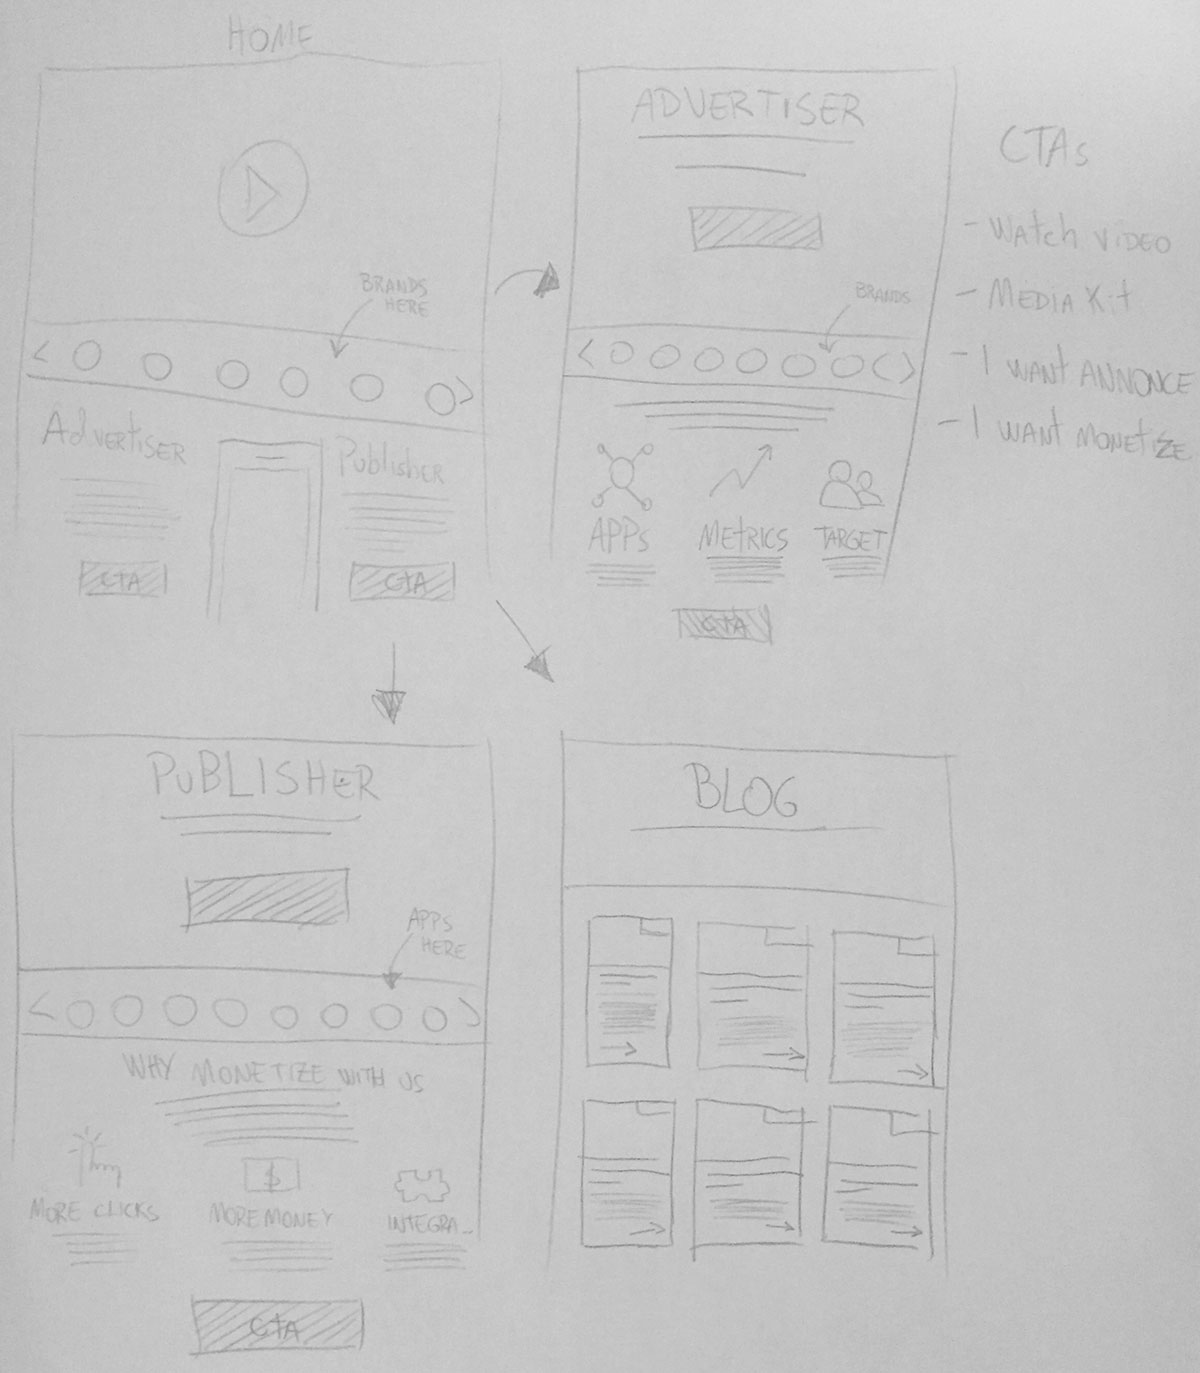 HOME
BRANDS
HERE
AdvERTiSER
Publisher
CtA
CtA
ADVERTiSER
BRANDS
APPs
MEtRICS
TARGET
CtA
CTAs
- WAtch viDEO
- MEDiA Kit
- I WANt ANNONCE
- I WANt MONEtiZE
PuBLISHER
APPS
HERE
WHY MONETIZE WITH US
$
MORE CLICKS
MORE MONEY
INTEGRA...
CtA
BLOG